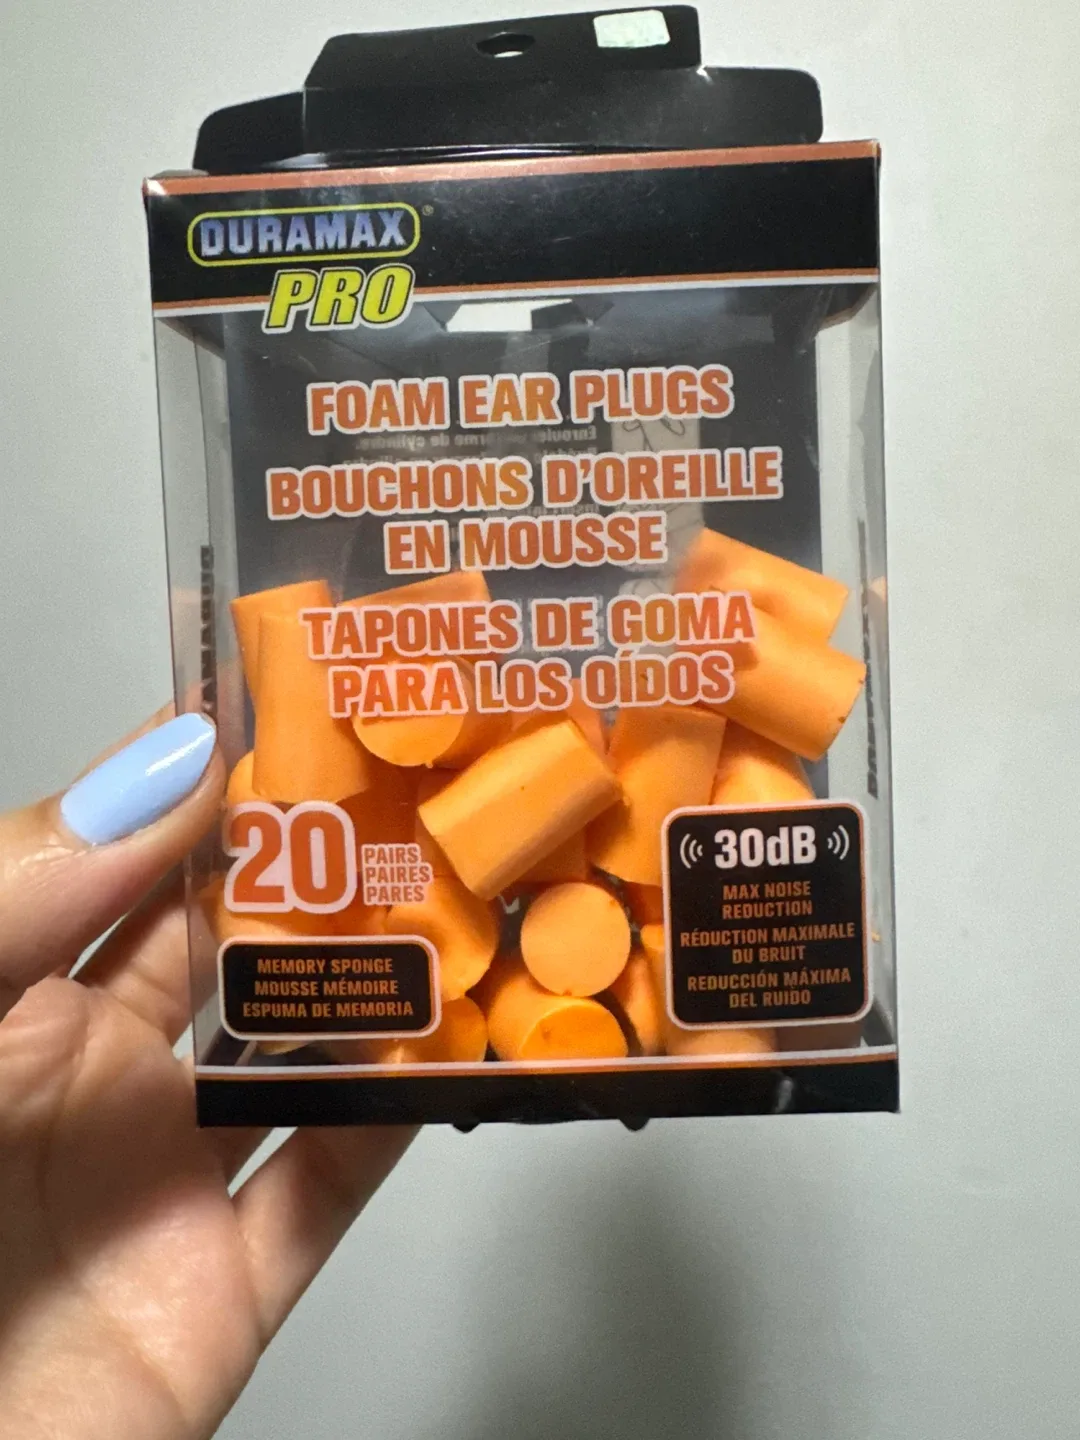 DURAMAX®
PRO
FOAM EAR PLUGS
BOUCHONS D'OREILLE
EN MOUSSE
TAPONES DE GOMA
PARA LOS OÍDOS
20
PAIRS
PAIRES
PARES
MEMORY SPONGE
MOUSSE MÉMOIRE
ESPUMA DE MEMORIA
30dB
MAX NOISE
REDUCTION
RÉDUCTION MAXIMALE
DU BRUIT
REDUCCIÓN MÁXIMA
DEL RUIDO